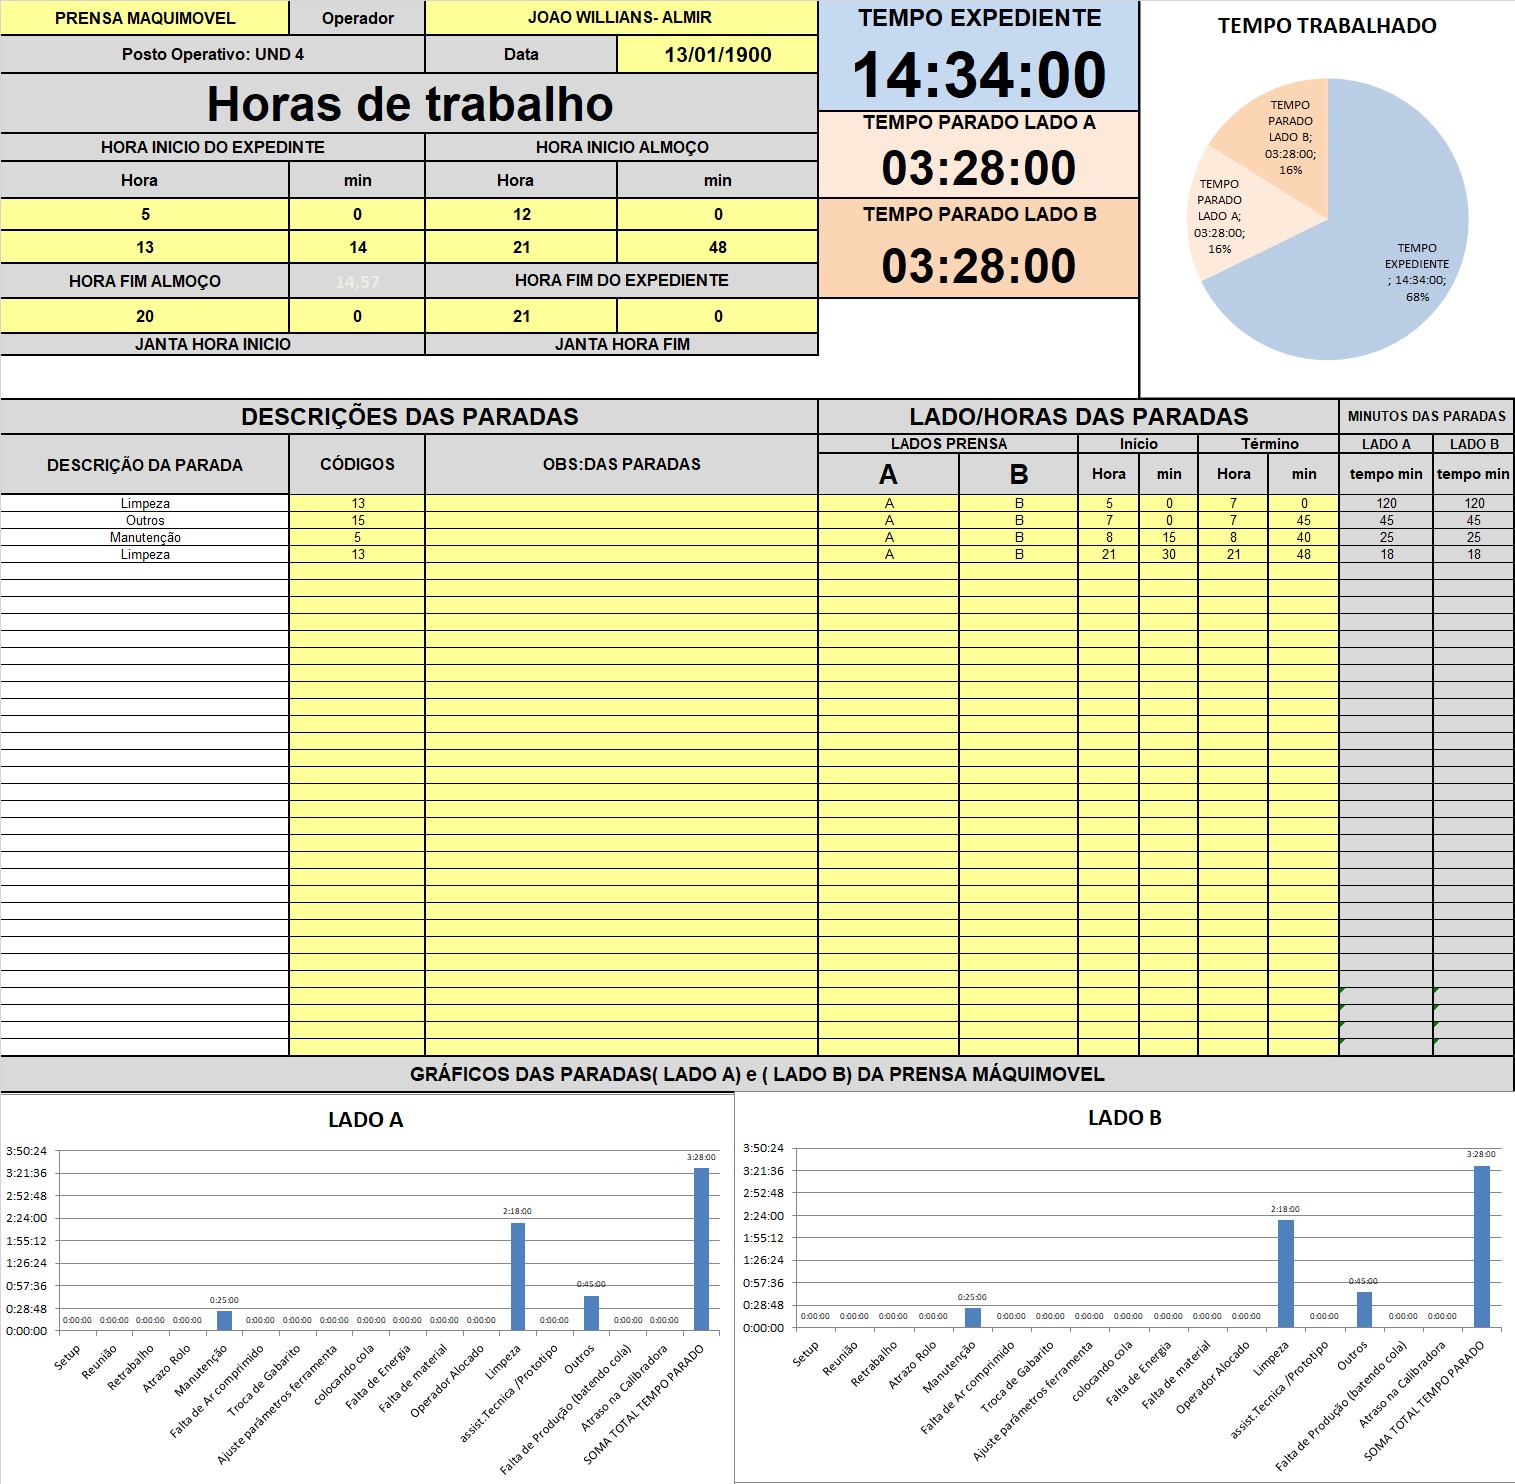 PRENSA MAQUIMOVEL Operador JOAO WILLIANS- ALMIR
Posto Operativo: UND 4 Data 13/01/1900
Horas de trabalho
HORA INICIO DO EXPEDINTE HORA INICIO ALMOÇO
Hora min Hora min
5 0 12 0
13 14 21 48
HORA FIM ALMOÇO 14,57 HORA FIM DO EXPEDIENTE
20 0 21 0
JANTA HORA INICIO JANTA HORA FIM
TEMPO EXPEDIENTE
14:34:00
TEMPO PARADO LADO A
03:28:00
TEMPO PARADO LADO B
03:28:00
TEMPO TRABALHADO
TEMPO
PARADO
LADO B;
03:28:00;
16%
TEMPO
PARADO
LADO A;
03:28:00;
16%
TEMPO
EXPEDIENTE
; 14:34:00;
68%
DESCRIÇÕES DAS PARADAS LADO/HORAS DAS PARADAS MINUTOS DAS PARADAS
DESCRIÇÃO DA PARADA CÓDIGOS OBS:DAS PARADAS
LADOS PRENSA Início Término LADO A LADO B
A B Hora min Hora min tempo min tempo min
Limpeza 13 A B 5 0 7 0 120 120
Outros 15 A B 7 0 7 45 45 45
Manutenção 5 A B 8 15 8 40 25 25
Limpeza 13 A B 21 30 21 48 18 18
GRÁFICOS DAS PARADAS( LADO A) e ( LADO B) DA PRENSA MÁQUIMOVEL
LADO A
3:50:24
3:21:36
2:52:48
2:24:00
1:55:12
1:26:24
0:57:36
0:28:48
0:00:00
0:00:00 0:00:00 0:00:00 0:00:00 0:25:00 0:00:00 0:00:00 0:00:00 0:00:00 0:00:00 0:00:00 0:00:00 2:18:00 0:00:00 0:45:00 0:00:00 0:00:00 3:28:00
Setup
Reunião
Retrabalho
Atrazo Rolo
Manutenção
Falta de Ar comprimido
Troca de Gabarito
Ajuste parâmetros ferramenta
colocando cola
Falta de Energia
Falta de material
Operador Alocado
Limpeza
assist.Tecnica /Prototipo
Outros
Falta de Produção (batendo cola)
Atraso na Calibradora
SOMA TOTAL TEMPO PARADO
LADO B
3:50:24
3:21:36
2:52:48
2:24:00
1:55:12
1:26:24
0:57:36
0:28:48
0:00:00
0:00:00 0:00:00 0:00:00 0:00:00 0:25:00 0:00:00 0:00:00 0:00:00 0:00:00 0:00:00 0:00:00 0:00:00 2:18:00 0:00:00 0:45:00 0:00:00 0:00:00 3:28:00
Setup
Reunião
Retrabalho
Atrazo Rolo
Manutenção
Falta de Ar comprimido
Troca de Gabarito
Ajuste parâmetros ferramenta
colocando cola
Falta de Energia
Falta de material
Operador Alocado
Limpeza
assist.Tecnica /Prototipo
Outros
Falta de Produção (batendo cola)
Atraso na Calibradora
SOMA TOTAL TEMPO PARADO